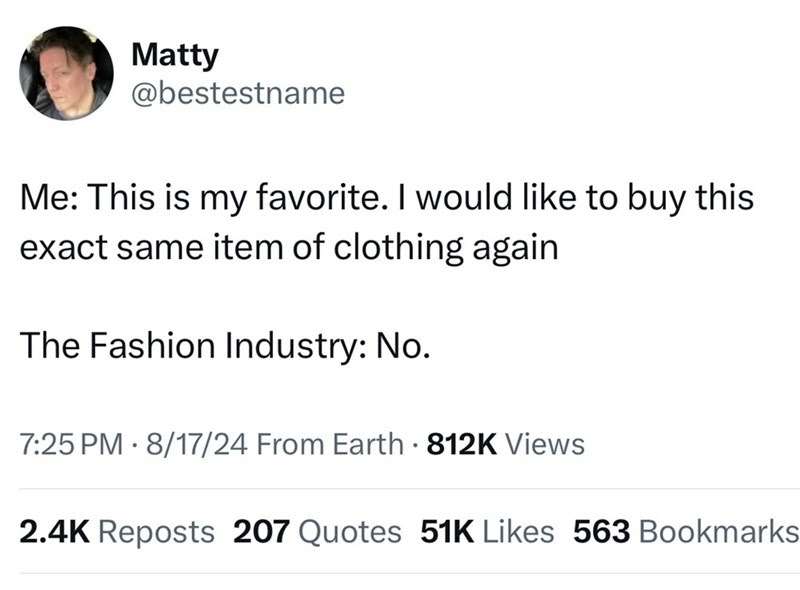 Matty
@bestestname
Me: This is my favorite. I would like to buy this
exact same item of clothing again
The Fashion Industry: No.
7:25 PM · 8/17/24 From Earth · 812K Views
2.4K Reposts 207 Quotes 51K Likes 563 Bookmarks